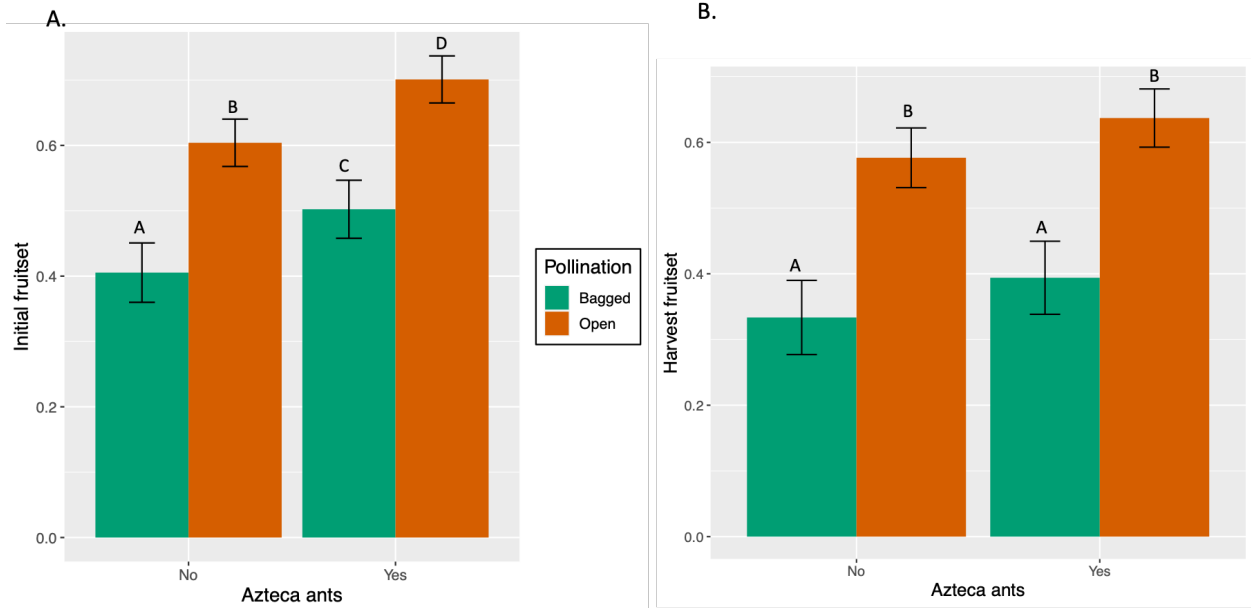 A.
Initial fruitset
0.6
0.4
0.2
0.0
A
B
C
D
No
Yes
Azteca ants
Pollination
Bagged
Open
B.
Harvest fruitset
0.6
0.4
0.2
0.0
A
B
A
B
No
Yes
Azteca ants